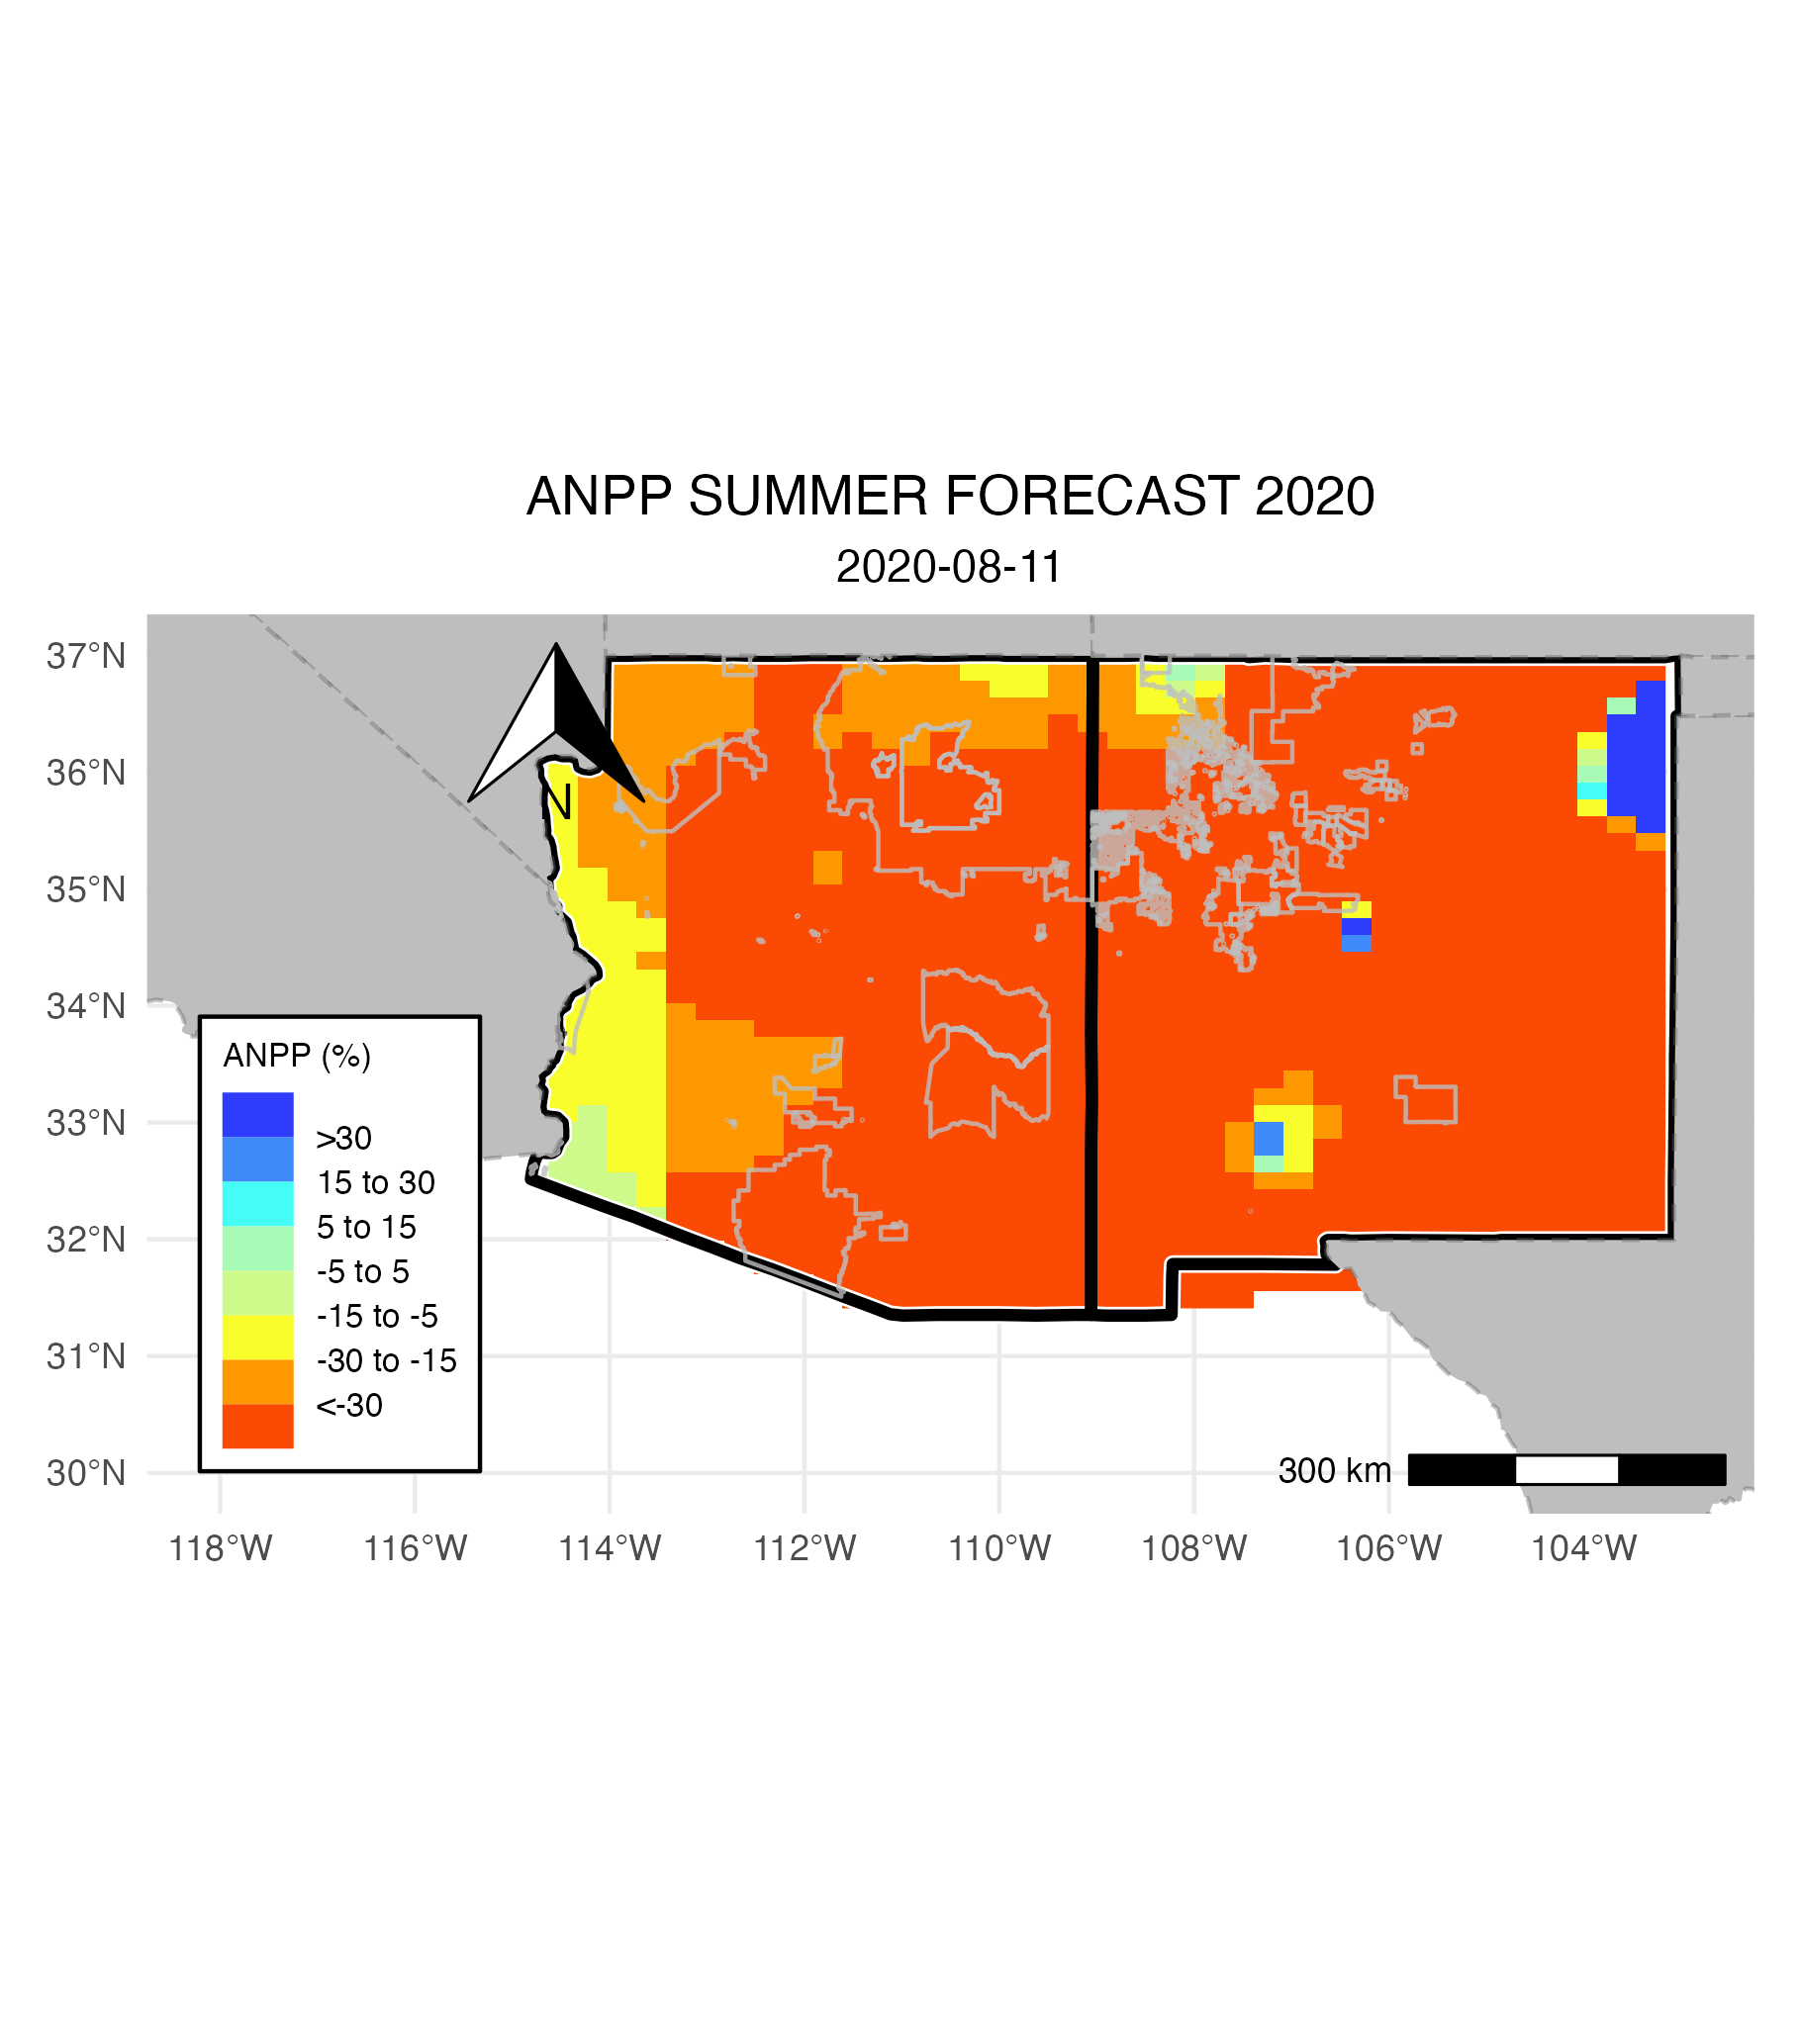 ANPP SUMMER FORECAST 2020
2020-08-11
37°N
36°N
35°N
34°N
33°N
32°N
31°N
30°N
N
ANPP (%)
>30
15 to 30
5 to 15
-5 to 5
-15 to -5
-30 to -15
<-30
300 km
118°W 116°W 114°W 112°W 110°W 108°W 106°W 104°W